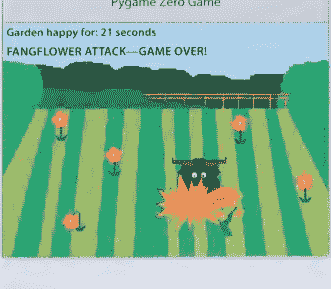 Pygame Zero Game
Garden happy for: 21 seconds
FANGFLOWER ATTACK—GAME OVER!